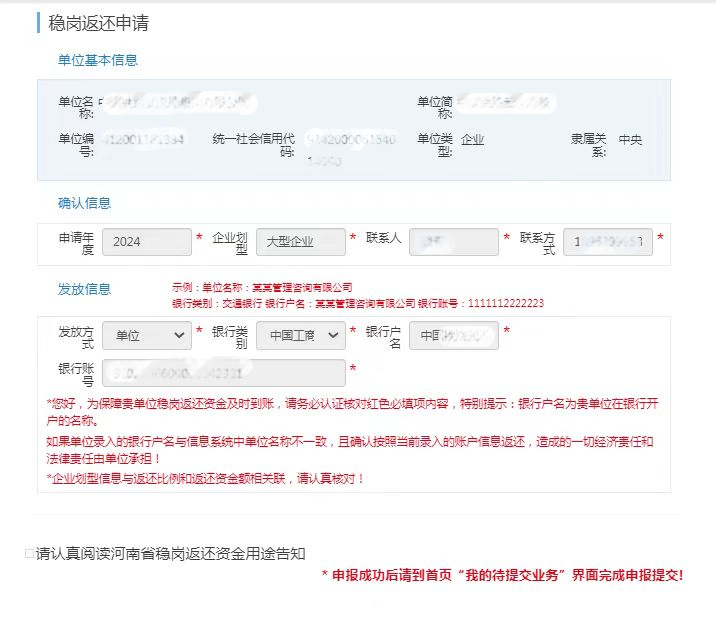 稳岗返还申请
单位基本信息
单位名称:
单位简称:
单位编号:
统一社会信用代码:
单位类型: 企业
隶属关系: 中央
确认信息
申请年度 2024 *
企业划型 大型企业 *
联系人 *
联系方式 *
发放信息
示例：单位名称：某某管理咨询有限公司
银行类别：交通银行 银行户名：某某管理咨询有限公司 银行账号：1111112222223
发放方式 单位 *
银行类别 中国工商 *
银行户名 中国 *
银行账号 *
*您好，为保障贵单位稳岗返还资金及时到账，请务必认证核对红色必填项内容，特别提示：银行户名为贵单位在银行开
户的名称。
如果单位录入的银行户名与信息系统中单位名称不一致，且确认按照当前录入的账户信息返还，造成的一切经济责任和
法律责任由单位承担！
*企业划型信息与返还比例和返还资金额相关联，请认真核对！
请认真阅读河南省稳岗返还资金用途告知
* 申报成功后请到首页“我的待提交业务”界面完成申报提交!